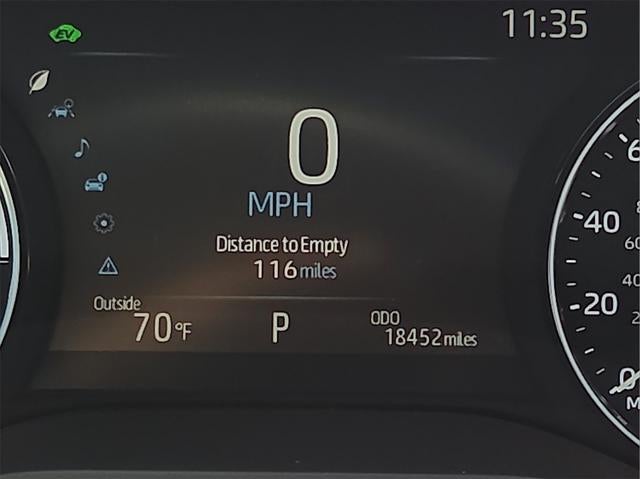 EV
11:35
0
MPH
Distance to Empty
116 miles
Outside
70°F
P
ODO
18452 miles
40
60
20
0